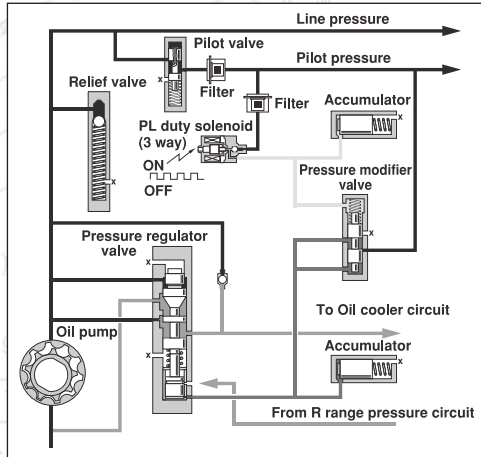 Line pressure
Pilot valve
Pilot pressure
Relief valve
Filter
Filter
Accumulator
PL duty solenoid
(3 way)
ON
OFF
Pressure modifier
valve
Pressure regulator
valve
To Oil cooler circuit
Oil pump
Accumulator
From R range pressure circuit
x
x
x
x
x
x
x
x